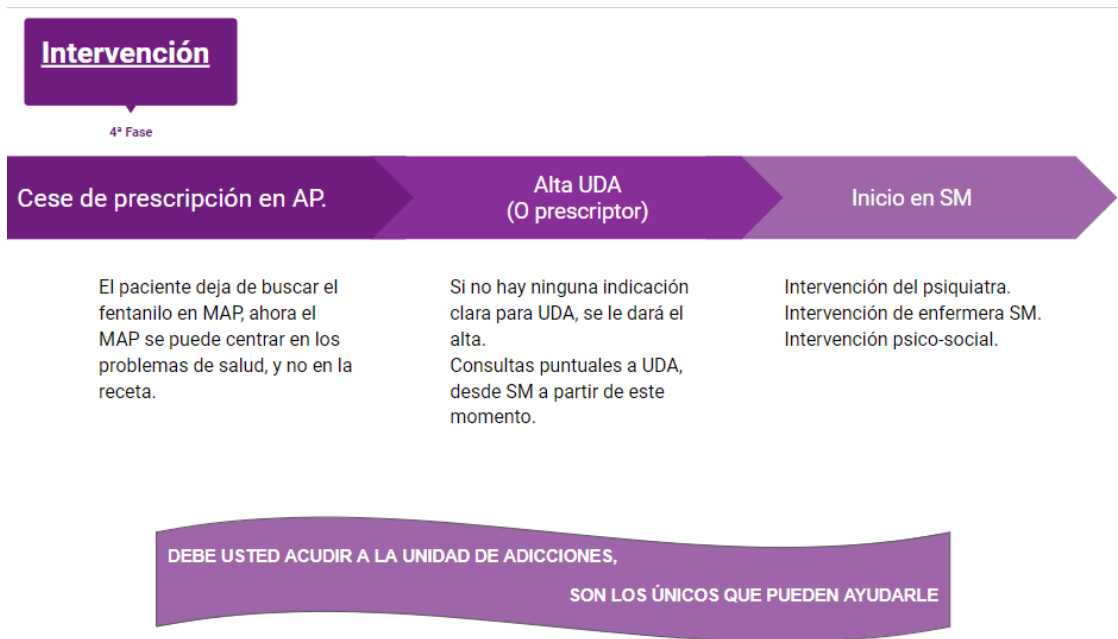 Intervención
4ª Fase
Cese de prescripción en AP.
Alta UDA
(O prescriptor)
Inicio en SM
El paciente deja de buscar el
fentanilo en MAP, ahora el
MAP se puede centrar en los
problemas de salud, y no en la
receta.
Si no hay ninguna indicación
clara para UDA, se le dará el
alta.
Consultas puntuales a UDA,
desde SM a partir de este
momento.
Intervención del psiquiatra.
Intervención de enfermera SM.
Intervención psico-social.
DEBE USTED ACUDIR A LA UNIDAD DE ADICCIONES,
SON LOS ÚNICOS QUE PUEDEN AYUDARLE